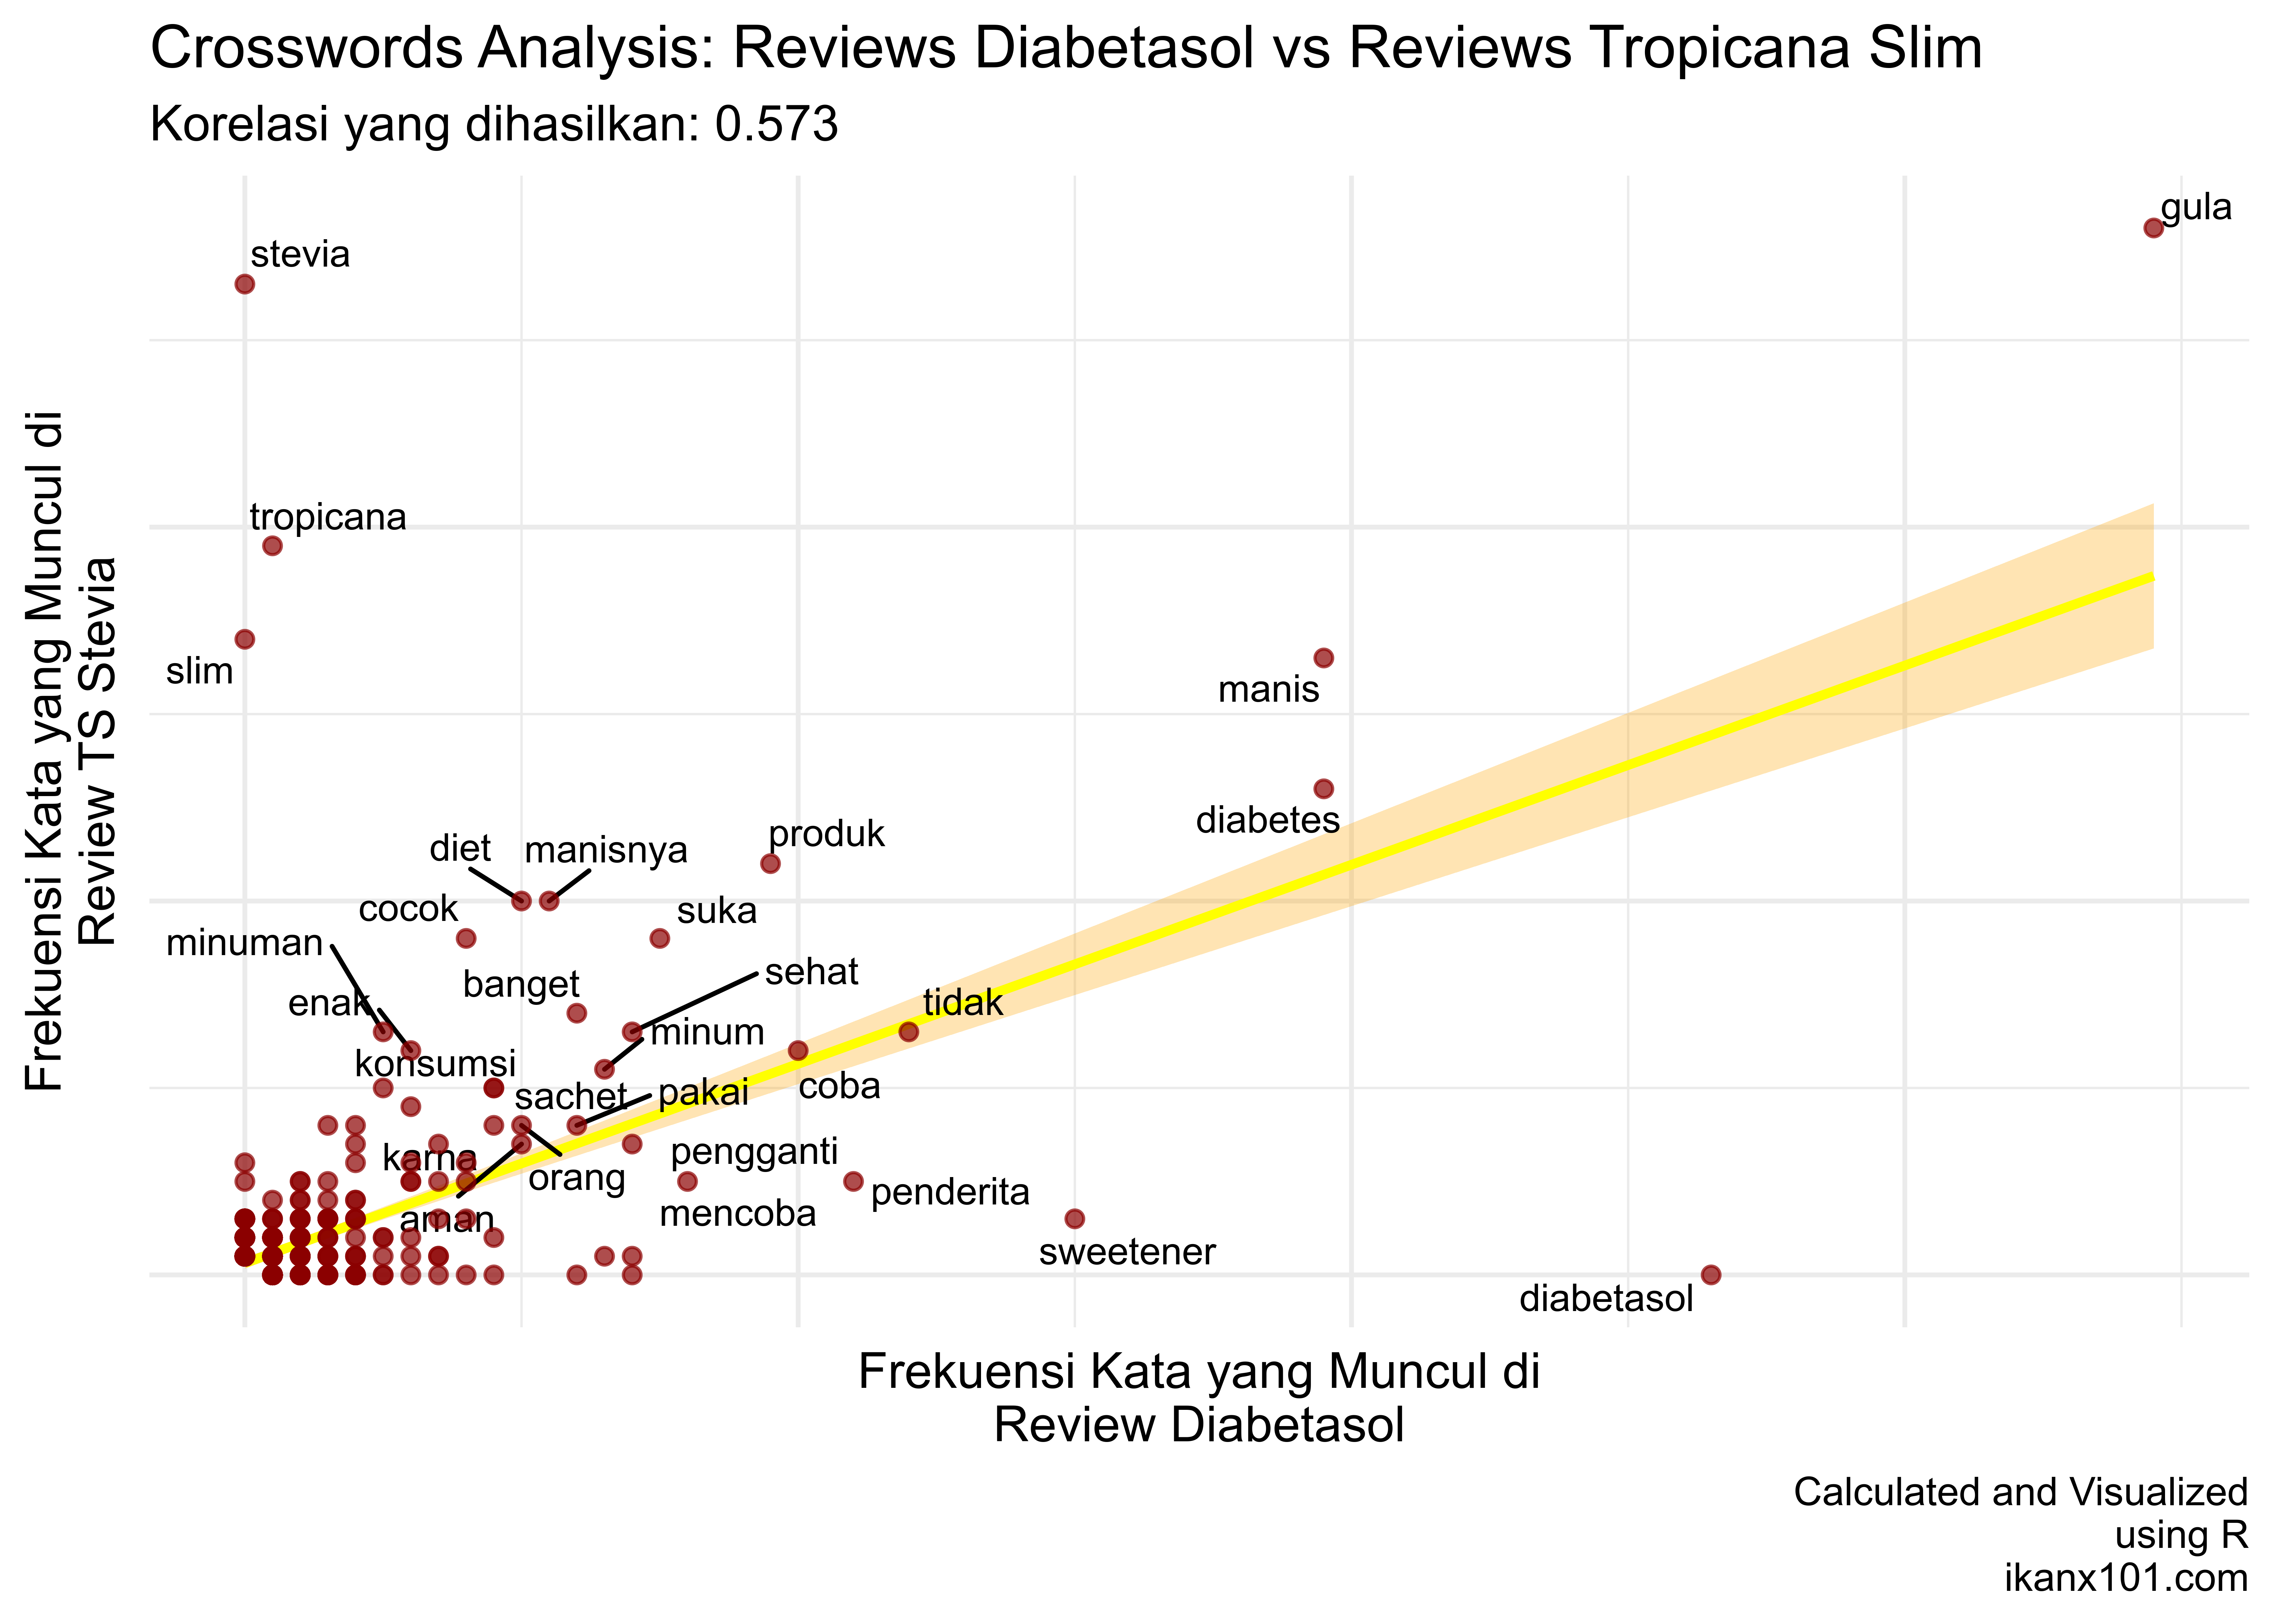 Crosswords Analysis: Reviews Diabetasol vs Reviews Tropicana Slim
Korelasi yang dihasilkan: 0.573
Frekuensi Kata yang Muncul di
Review TS Stevia
gula
stevia
tropicana
slim
manis
diabetes
produk
diet
manisnya
cocok
suka
minuman
banget
sehat
enak
tidak
minum
konsumsi
coba
sachet
pakai
karna
pengganti
orang
penderita
mencoba
aman
sweetener
diabetasol
Frekuensi Kata yang Muncul di
Review Diabetasol
Calculated and Visualized
using R
ikanx101.com